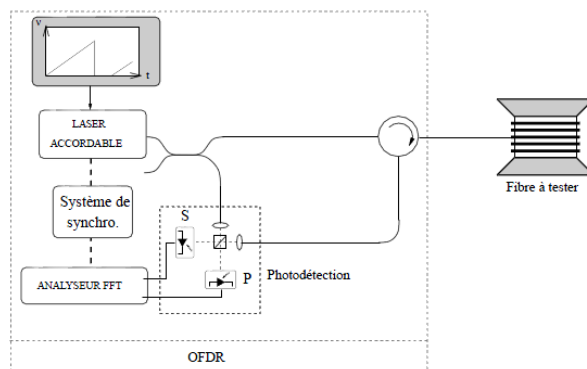 ν
t
LASER
ACCORDABLE
Système de
synchro.
ANALYSEUR FFT
S
P
Photodétection
Fibre à tester
OFDR